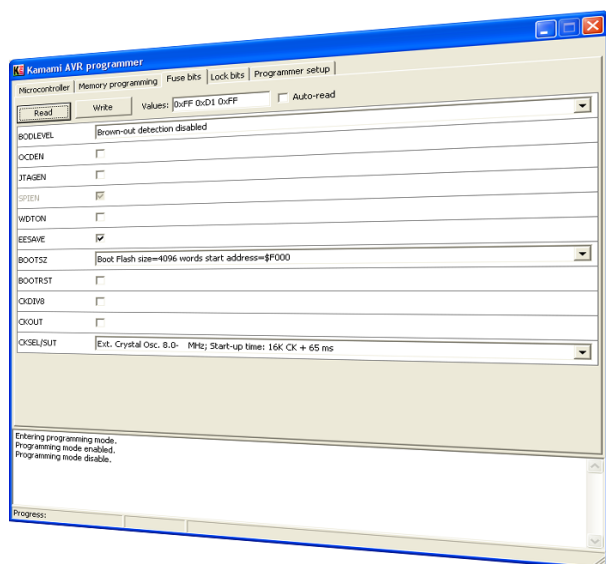 Kamami AVR programmer
Microcontroller Memory programming Fuse bits Lock bits Programmer setup
Read Write Values: 0xFF 0xD1 0xFF Auto-read
BODLEVEL Brown-out detection disabled
OCDEN
JTAGEN
SPIEN
WDTON
EESAVE
BOOTSZ Boot Flash size=4096 words start address=$F000
BOOTRST
CKDIV8
CKOUT
CKSEL/SUT Ext. Crystal Osc. 8.0- MHz; Start-up time: 16K CK + 65 ms
Entering programming mode.
Programming mode enabled.
Programming mode disable.
Progress: